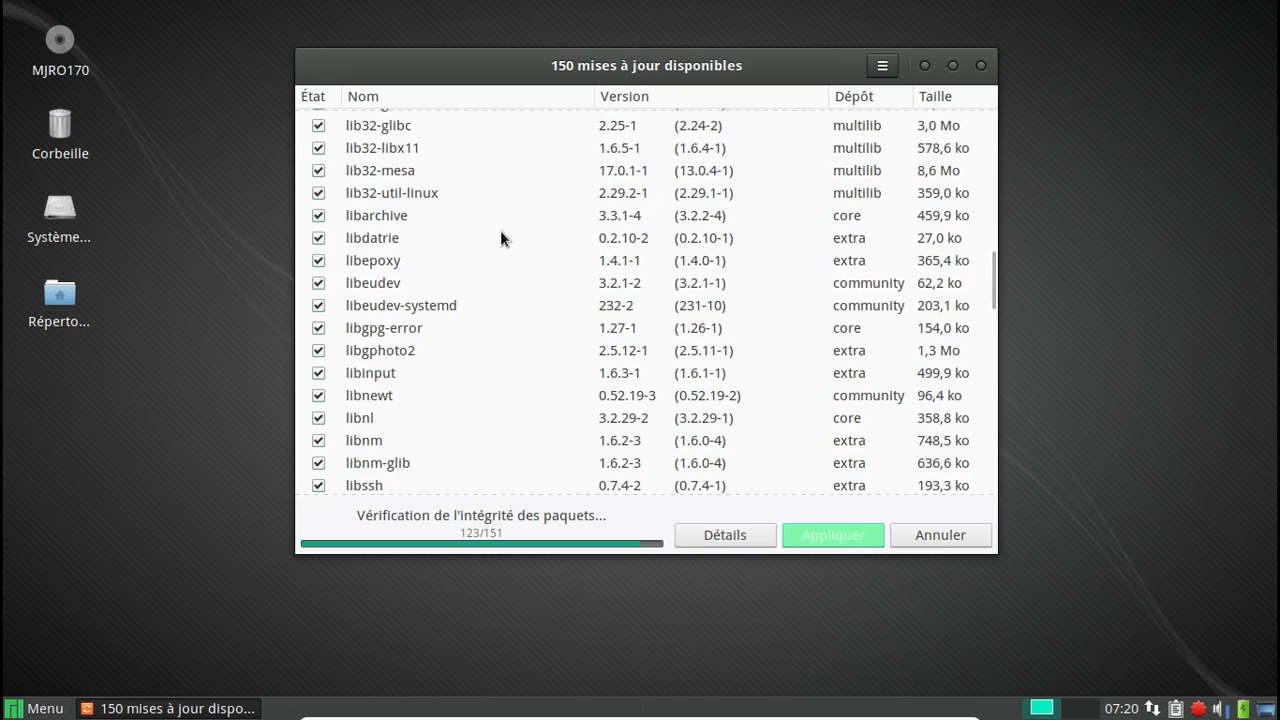 MJRO170
Corbeille
Système...
Réperto...
150 mises à jour disponibles
État Nom Version Dépôt Taille
lib32-glibc 2.25-1 (2.24-2) multilib 3,0 Mo
lib32-libx11 1.6.5-1 (1.6.4-1) multilib 578,6 ko
lib32-mesa 17.0.1-1 (13.0.4-1) multilib 8,6 Mo
lib32-util-linux 2.29.2-1 (2.29.1-1) multilib 359,0 ko
libarchive 3.3.1-4 (3.2.2-4) core 459,9 ko
libdatrie 0.2.10-2 (0.2.10-1) extra 27,0 ko
libepoxy 1.4.1-1 (1.4.0-1) extra 365,4 ko
libeudev 3.2.1-2 (3.2.1-1) community 62,2 ko
libeudev-systemd 232-2 (231-10) community 203,1 ko
libgpg-error 1.27-1 (1.26-1) core 154,0 ko
libgphoto2 2.5.12-1 (2.5.11-1) extra 1,3 Mo
libinput 1.6.3-1 (1.6.1-1) extra 499,9 ko
libnewt 0.52.19-3 (0.52.19-2) community 96,4 ko
libnl 3.2.29-2 (3.2.29-1) core 358,8 ko
libnm 1.6.2-3 (1.6.0-4) extra 748,5 ko
libnm-glib 1.6.2-3 (1.6.0-4) extra 636,6 ko
libssh 0.7.4-2 (0.7.4-1) extra 193,3 ko
Vérification de l'intégrité des paquets...
123/151
Détails Appliquer Annuler
Menu 150 mises à jour dispo... 07:20